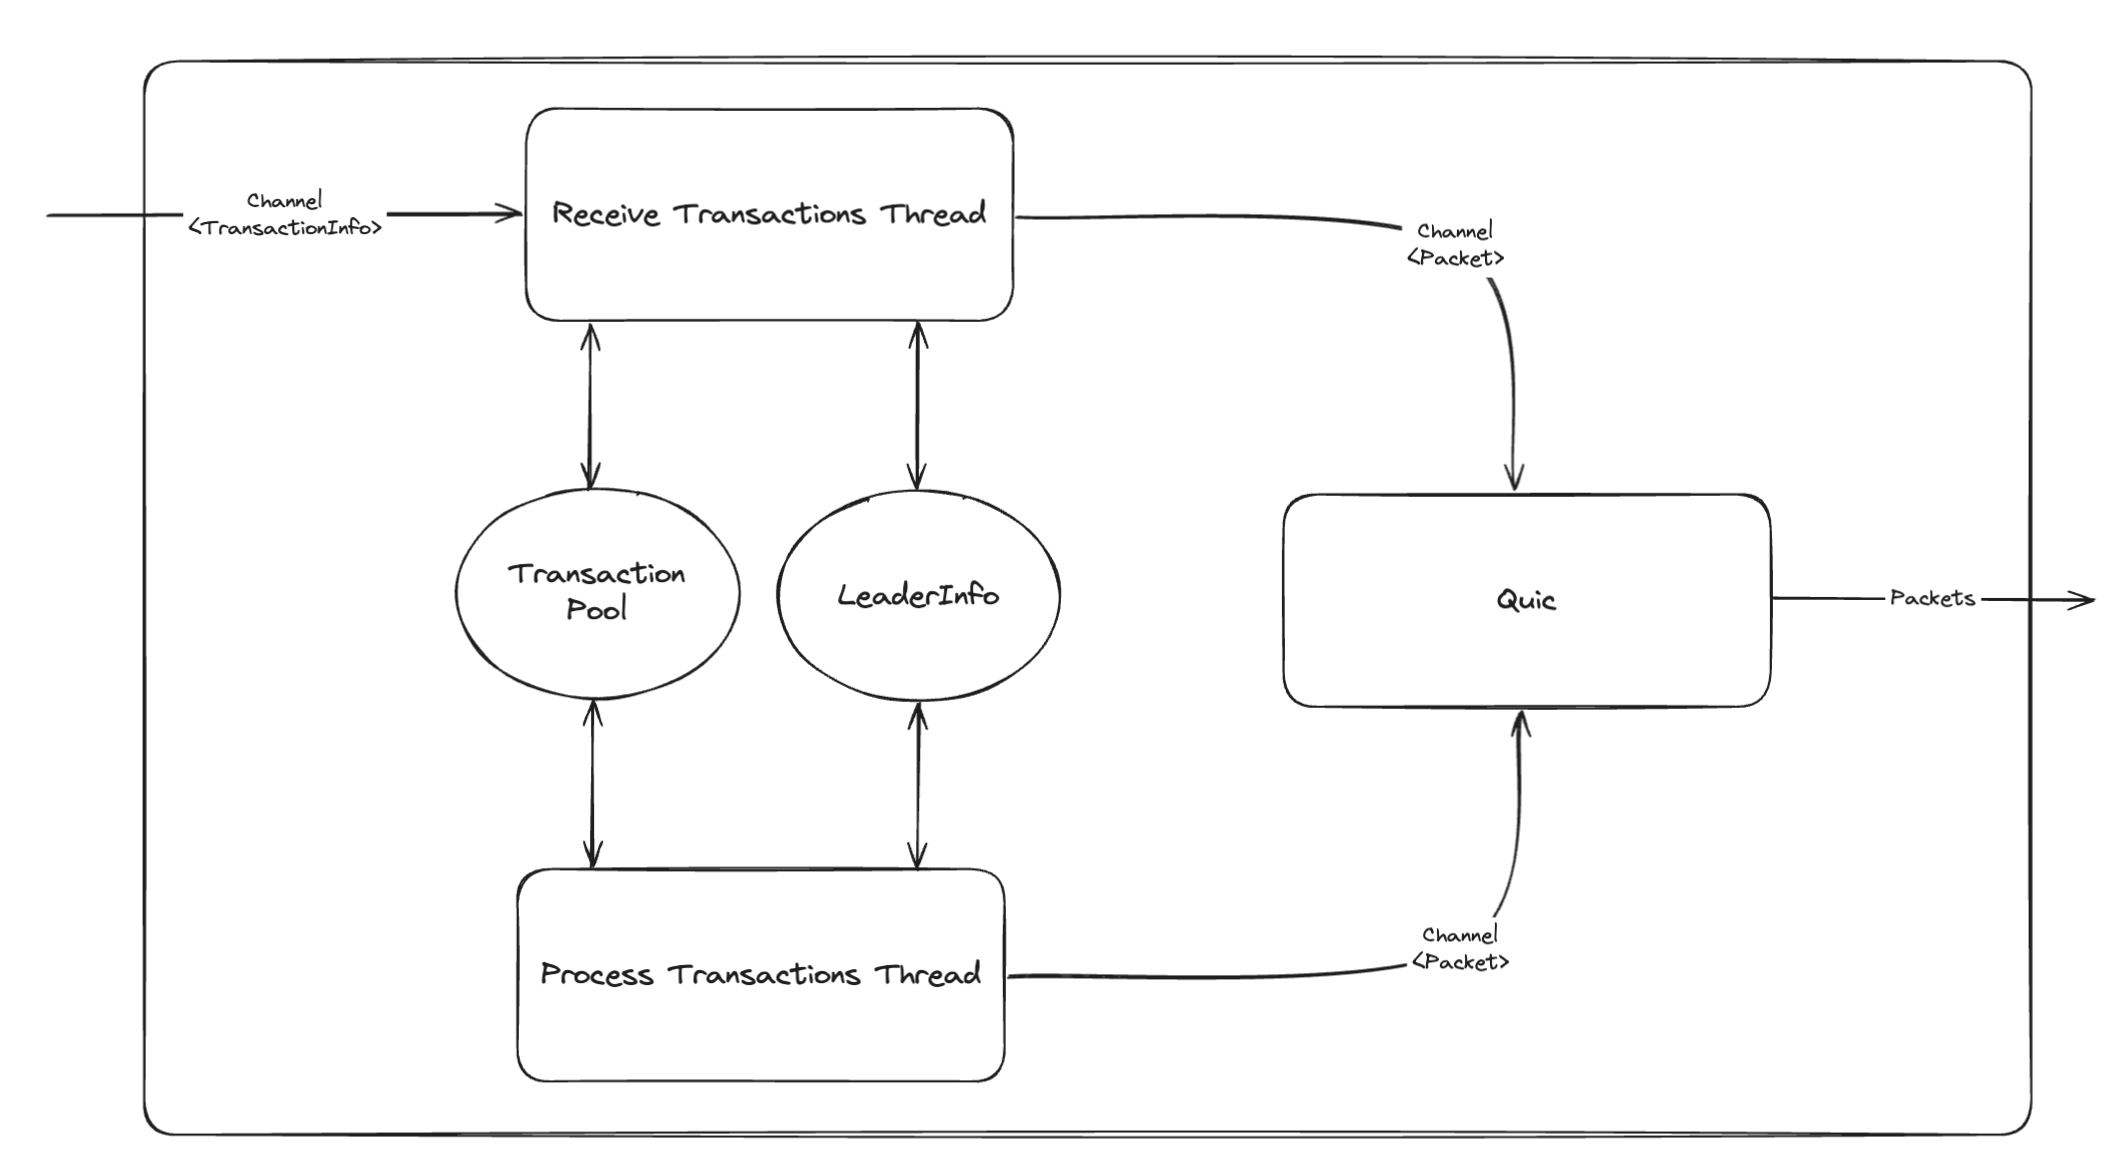 Channel
<TransactionInfo>
Receive Transactions Thread
Channel
<Packet>
Transaction
Pool
LeaderInfo
Quic
Packets
Process Transactions Thread
Channel
<Packet>